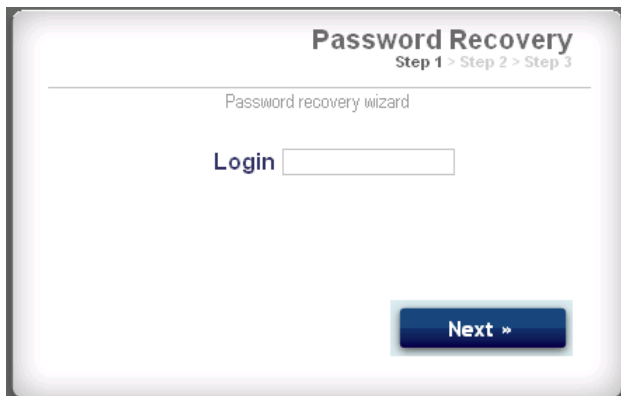 Password Recovery
Step 1 > Step 2 > Step 3
Password recovery wizard
Login
Next »